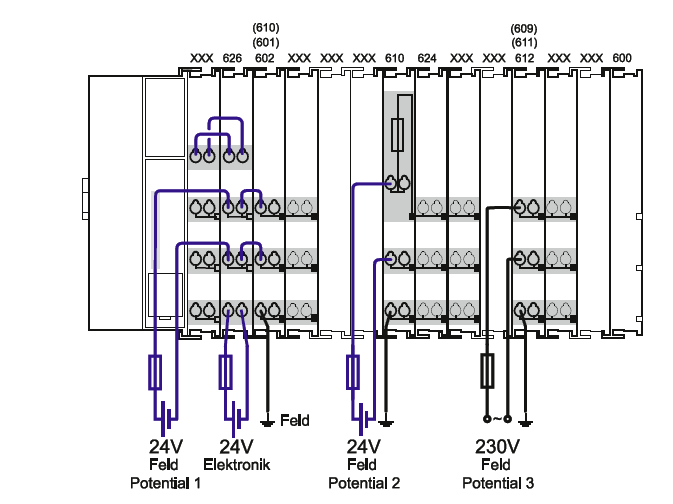 (610) (609)
(601) (611)
XXX 626 602 XXX XXX XXX 610 624 XXX XXX 612 XXX XXX 600
~
Feld
24V 24V 24V 230V
Feld Elektronik Feld Feld
Potential 1 Potential 2 Potential 3